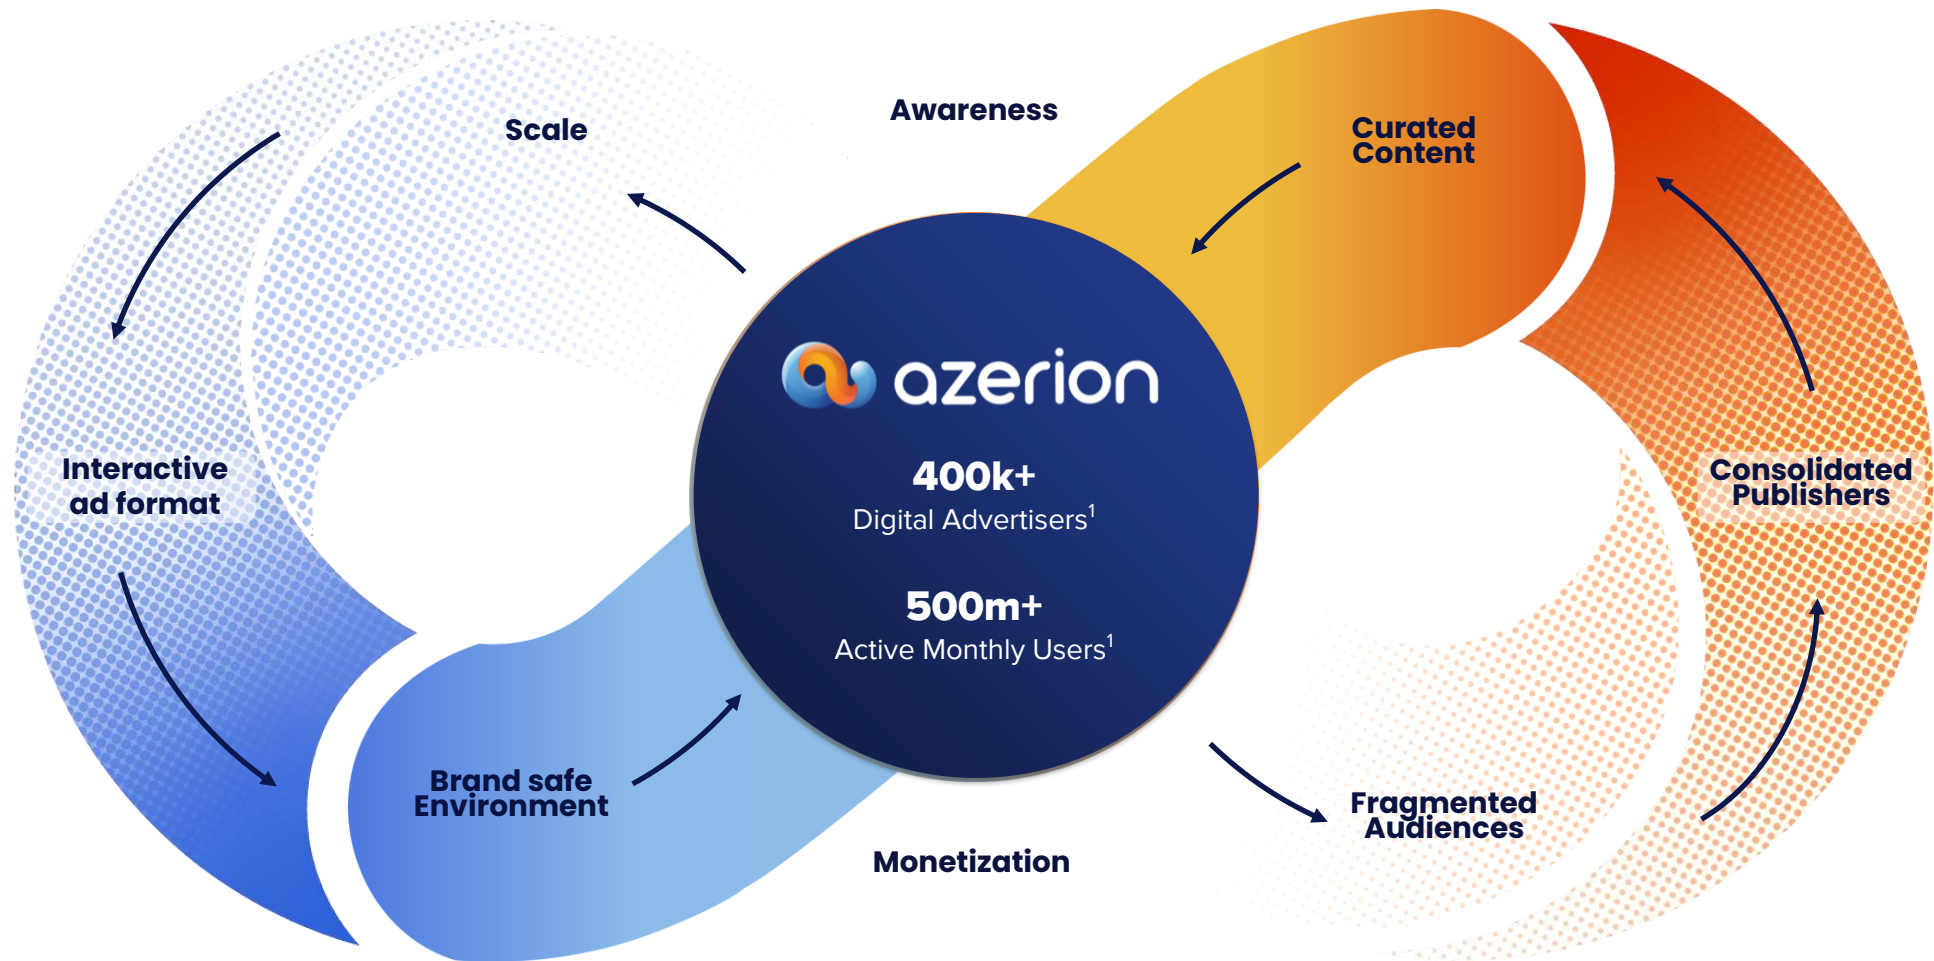 Awareness
Scale
Curated
Content
azerion
400k+
Digital Advertisers¹
500m+
Active Monthly Users¹
Interactive
ad format
Consolidated
Publishers
Brand safe
Environment
Fragmented
Audiences
Monetization